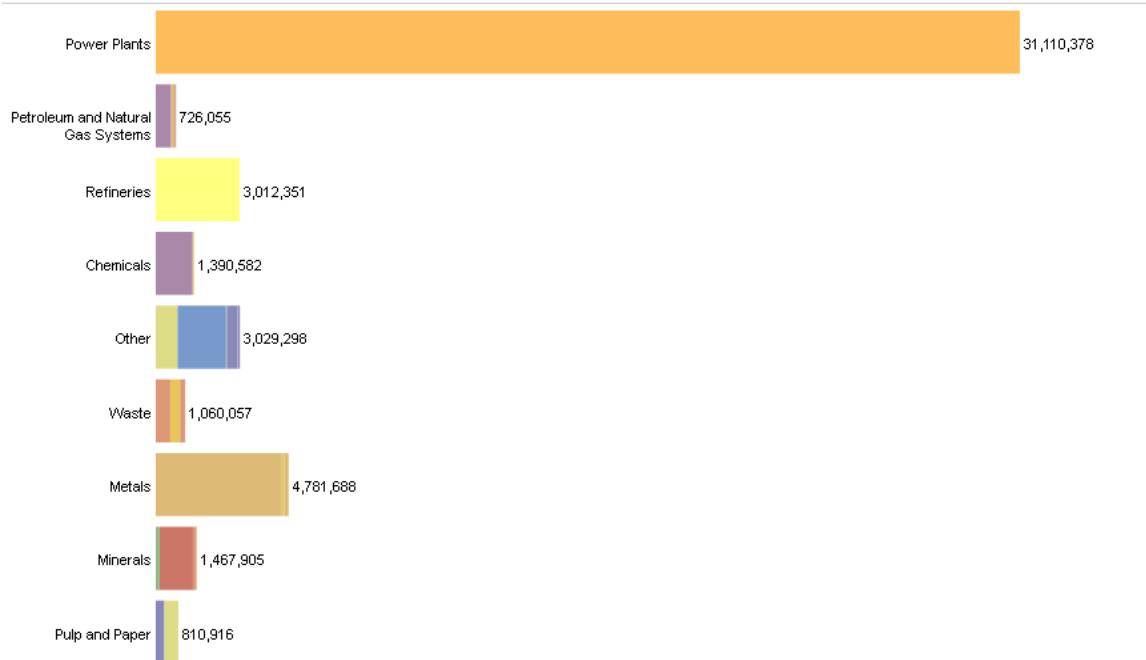 Power Plants 31,110,378
Petroleum and Natural 726,055
Gas Systems
Refineries 3,012,351
Chemicals 1,390,582
Other 3,029,298
Waste 1,060,057
Metals 4,781,688
Minerals 1,467,905
Pulp and Paper 810,916